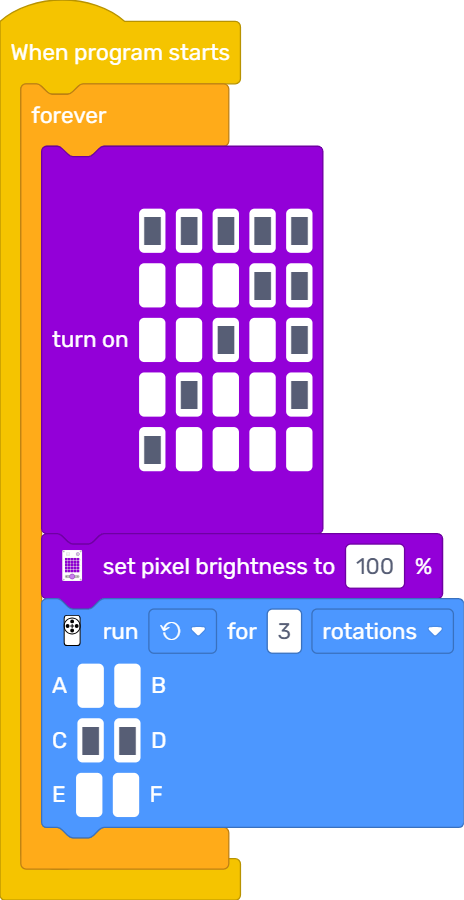 When program starts
forever
turn on
set pixel brightness to 100 %
run for 3 rotations
A B
C D
E F